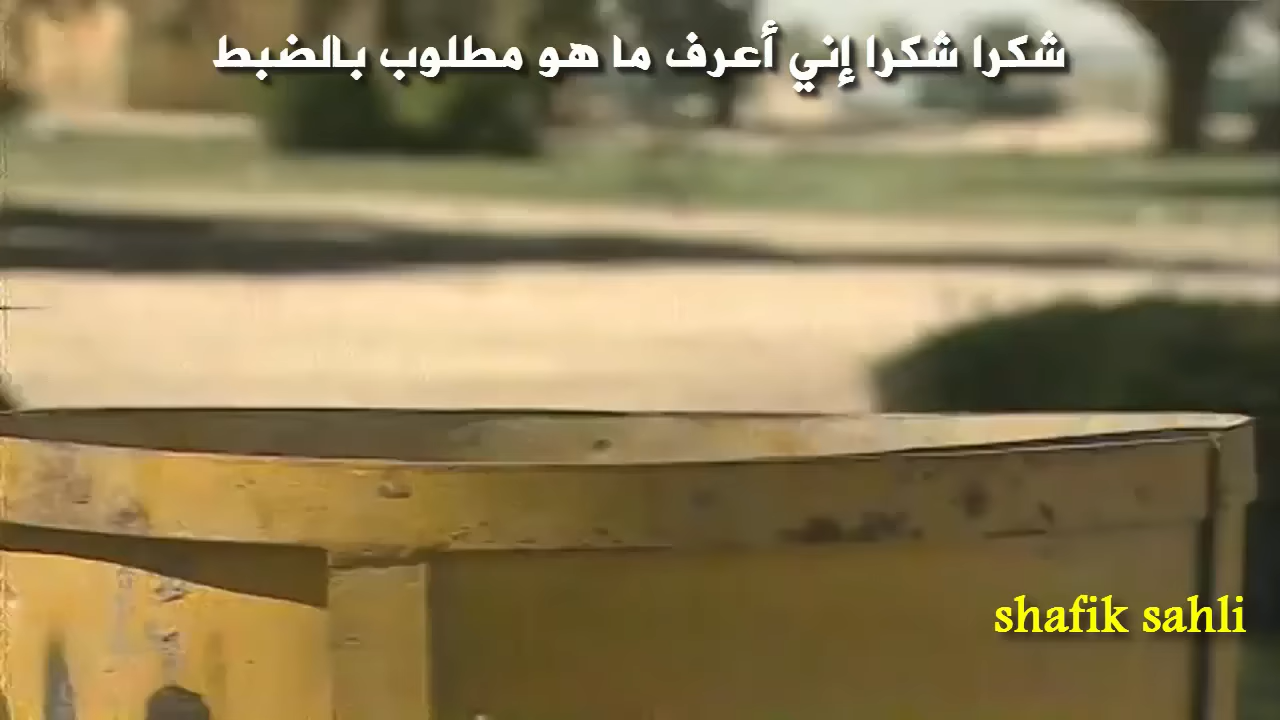 شكرا شكرا إني أعرف ما هو مطلوب بالضبط
shafik sahli